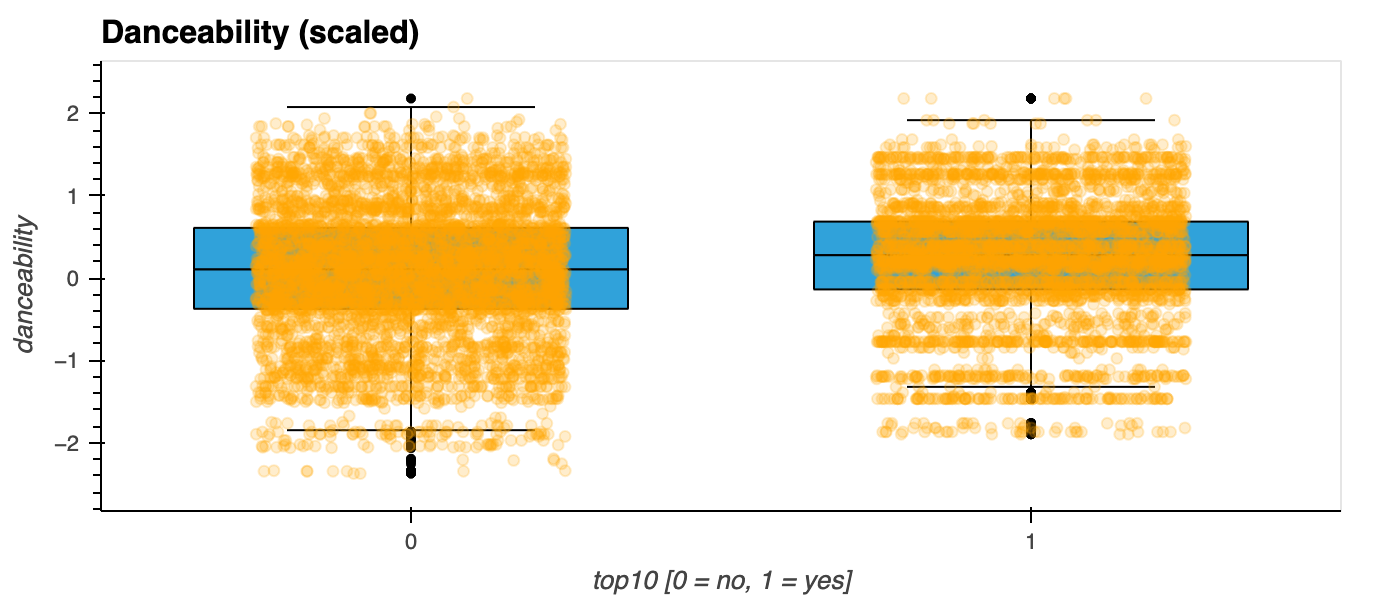 Danceability (scaled)
2
1
0
−1
−2
danceability
0
1
top10 [0 = no, 1 = yes]